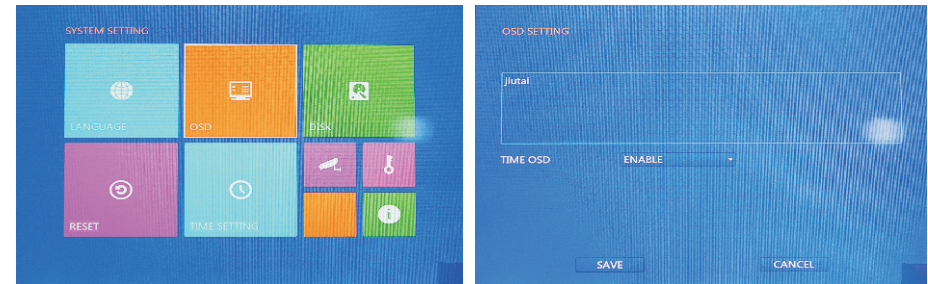 SYSTEM SETTING
LANGUAGE
OSD
DISK
RESET
TIME SETTING
OSD SETTING
jiutai
TIME OSD
ENABLE
SAVE
CANCEL